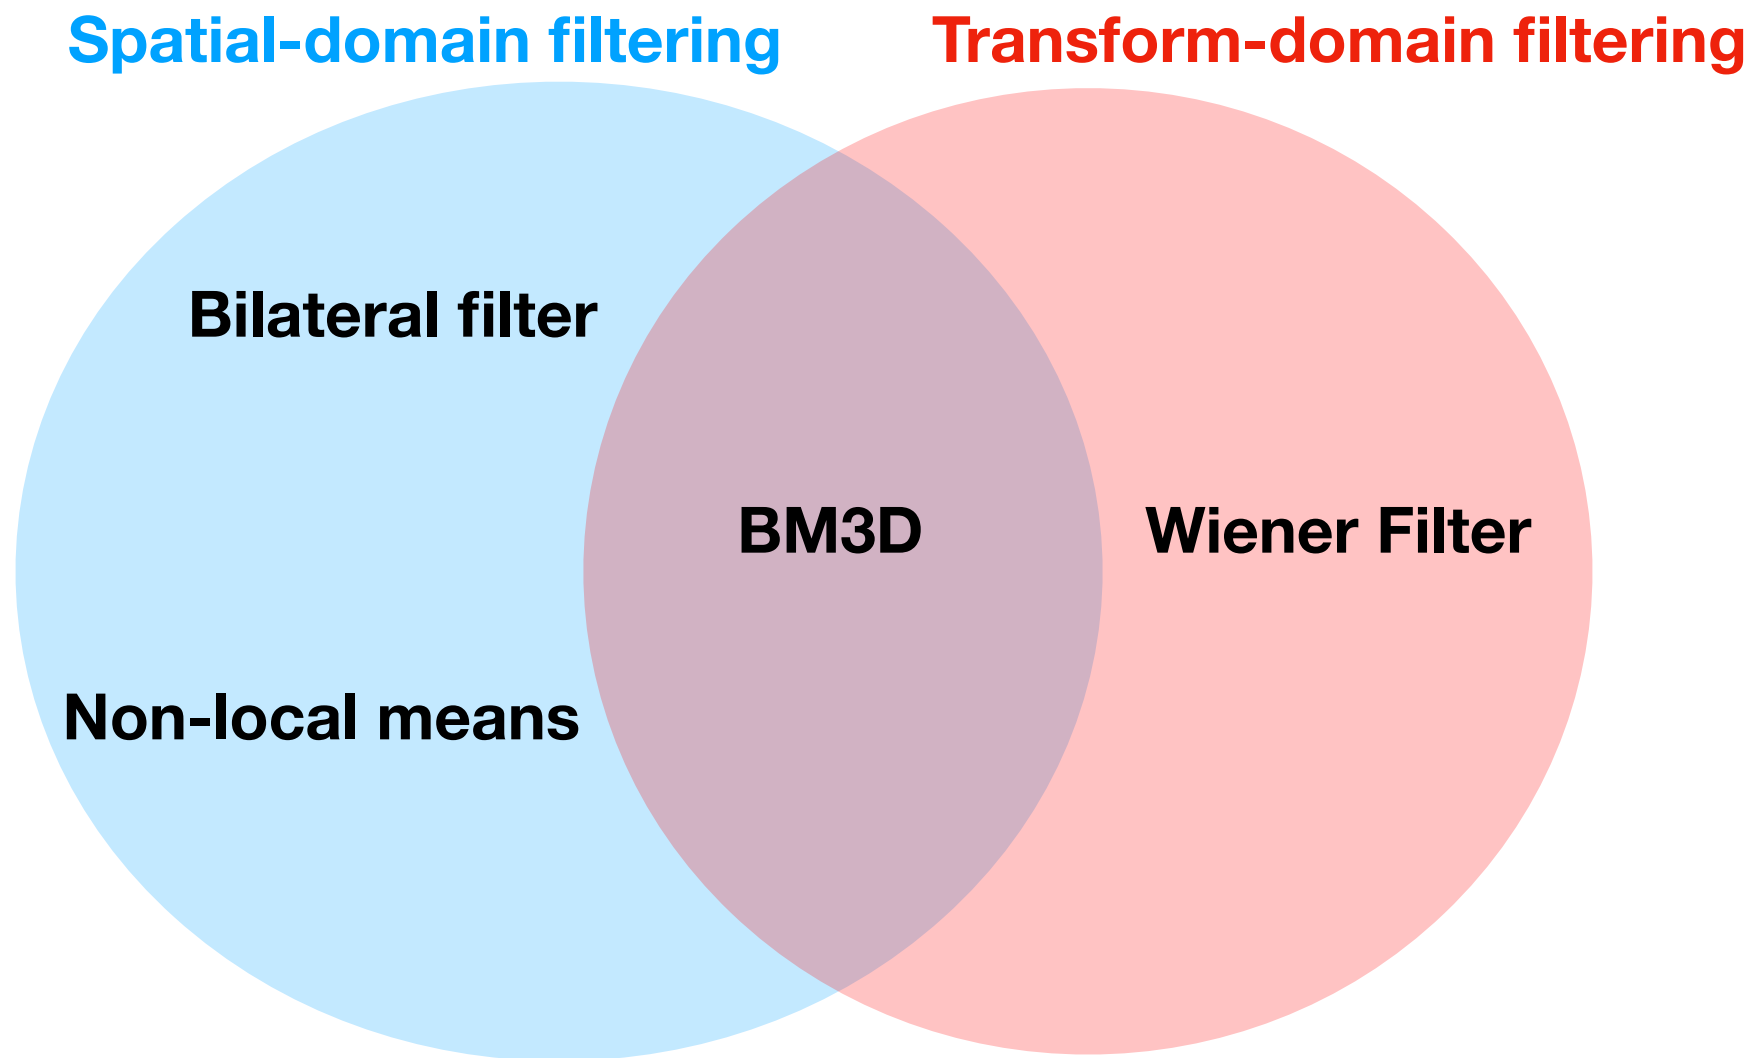 Spatial-domain filtering
Transform-domain filtering
Bilateral filter
BM3D
Wiener Filter
Non-local means